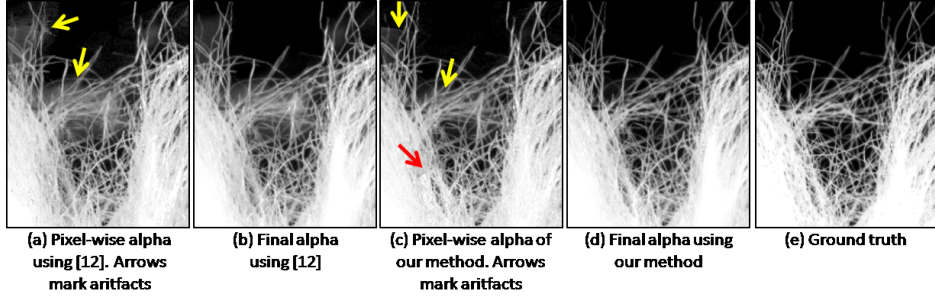 (a) Pixel-wise alpha
using [12]. Arrows
mark aritfacts
(b) Final alpha
using [12]
(c) Pixel-wise alpha of
our method. Arrows
mark aritfacts
(d) Final alpha using
our method
(e) Ground truth